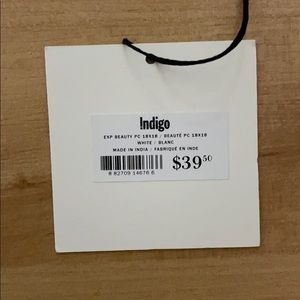 !ndigo
EXP BEAUTY PC 18X18 / BEAUTÉ PC 18X18
WHITE / BLANC
MADE IN INDIA / FABRIQUÉ EN INDE
8 82709 14676 6
$39.50